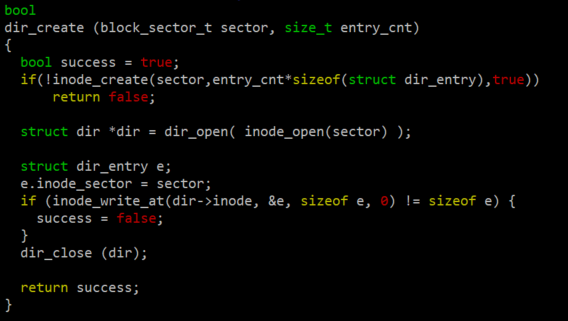 bool
dir_create (block_sector_t sector, size_t entry_cnt)
{
  bool success = true;
  if(!inode_create(sector,entry_cnt*sizeof(struct dir_entry),true))
      return false;

  struct dir *dir = dir_open( inode_open(sector) );

  struct dir_entry e;
  e.inode_sector = sector;
  if (inode_write_at(dir->inode, &e, sizeof e, 0) != sizeof e) {
    success = false;
  }
  dir_close (dir);

  return success;
}